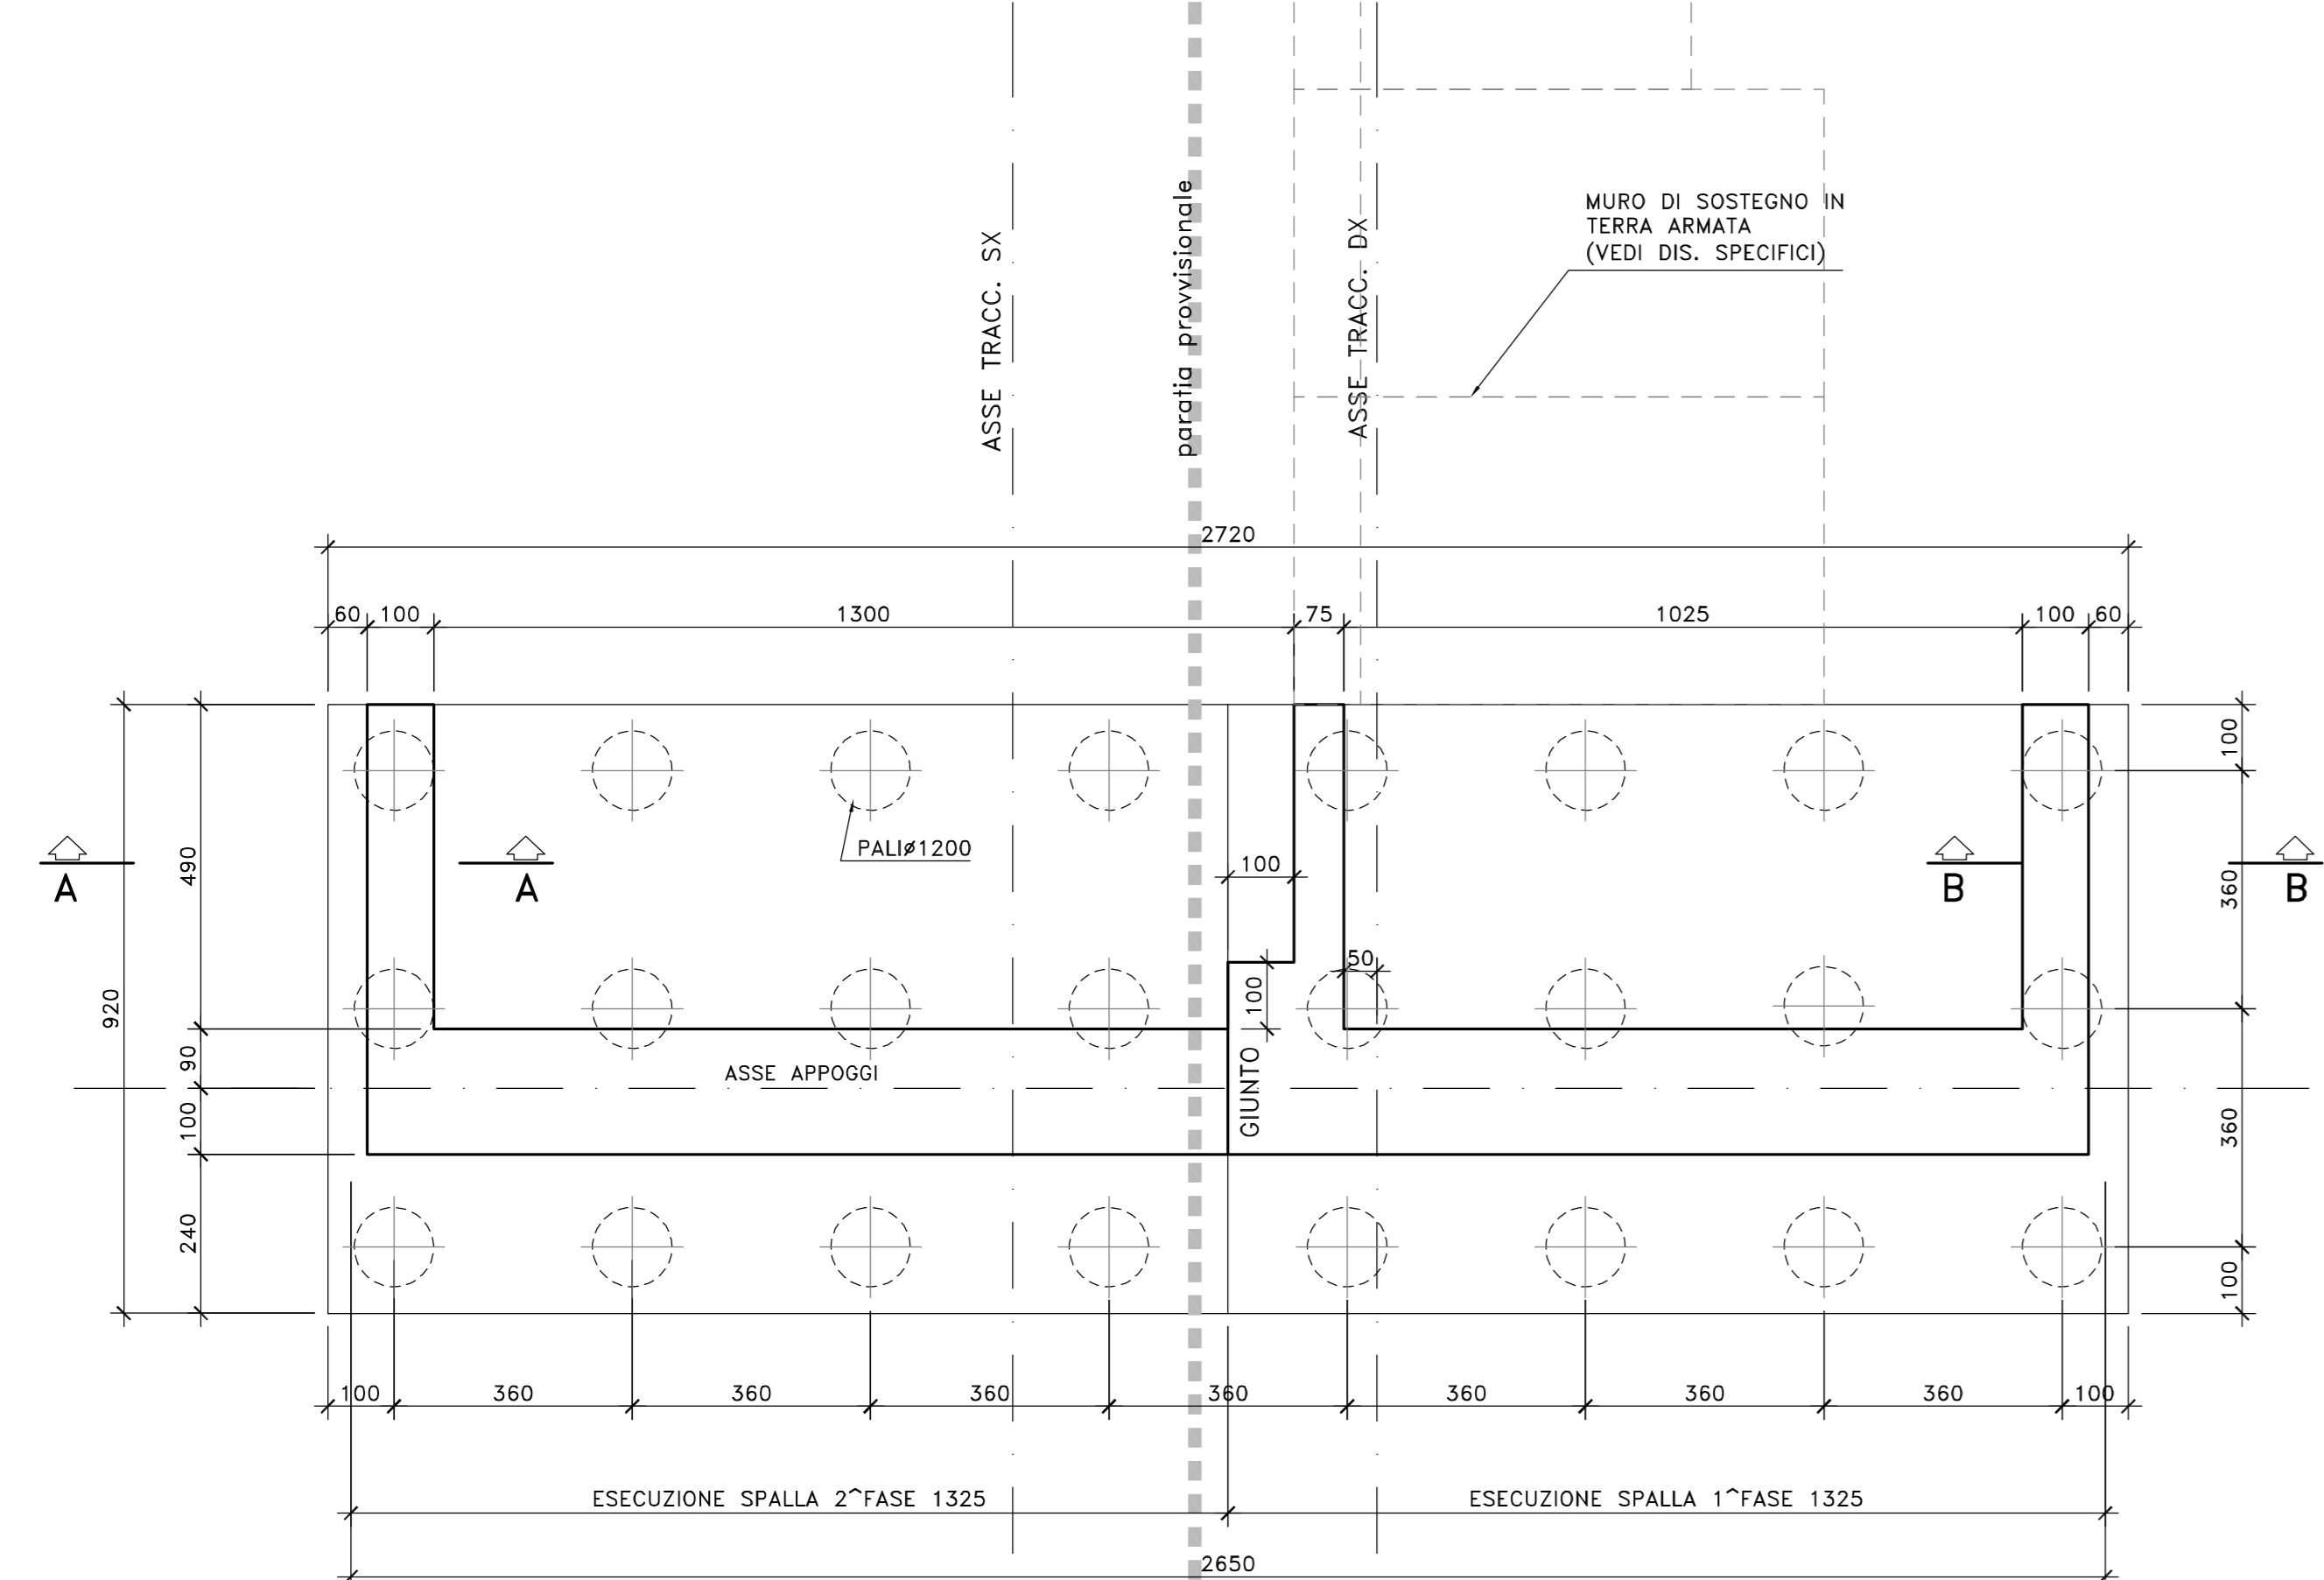 MURO DI SOSTEGNO IN
TERRA ARMATA
(VEDI DIS. SPECIFICI)
ASSE TRACC. SX
paratia provvisionale
ASSE TRACC. DX
2720
60 100 1300 75 1025 100 60
PALIø1200
A A B B
100
50
100
920
490
90
100
240
100
360
360
100
ASSE APPOGGI
GIUNTO
100 360 360 360 360 360 360 360 100
ESECUZIONE SPALLA 2^FASE 1325
ESECUZIONE SPALLA 1^FASE 1325
2650